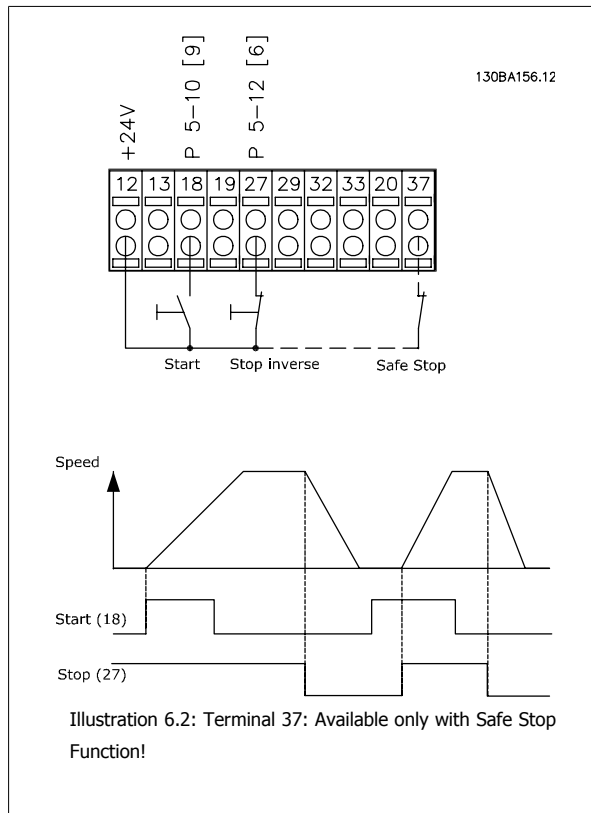 130BA156.12
+24V
P 5-10 [9]
P 5-12 [6]
12 13 18 19 27 29 32 33 20 37
Start Stop inverse Safe Stop
Speed
Start (18)
Stop (27)
Illustration 6.2: Terminal 37: Available only with Safe Stop
Function!